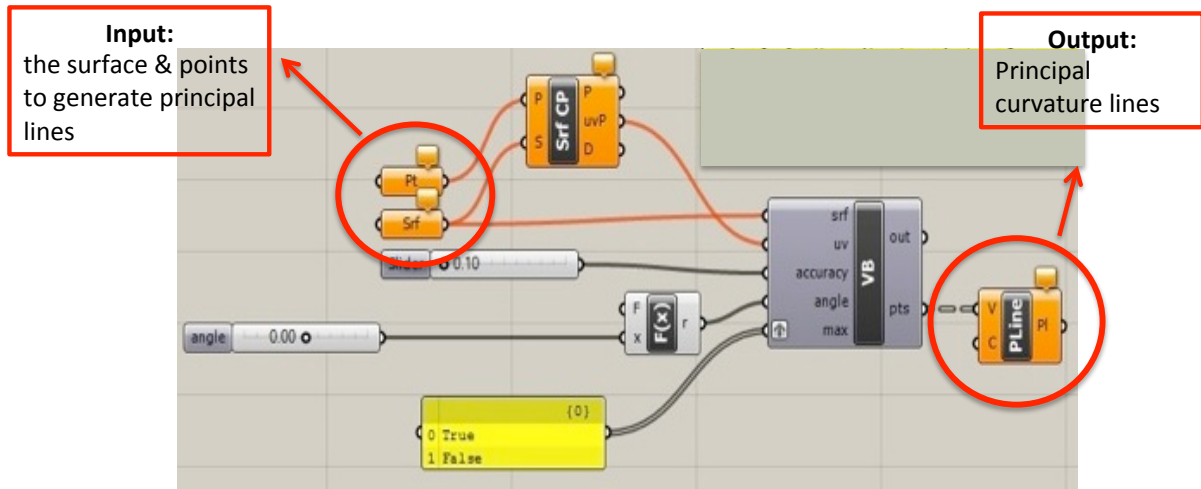 Input:
the surface & points
to generate principal
lines
Output:
Principal
curvature lines
P
S
Srf CP
P
uvP
D
Pt
Srf
Slider
0.10
angle
0.00
F
x
F(x)
r
srf
uv
accuracy
angle
max
VB
out
pts
V
C
PLine
Pl
{0}
0 True
1 False